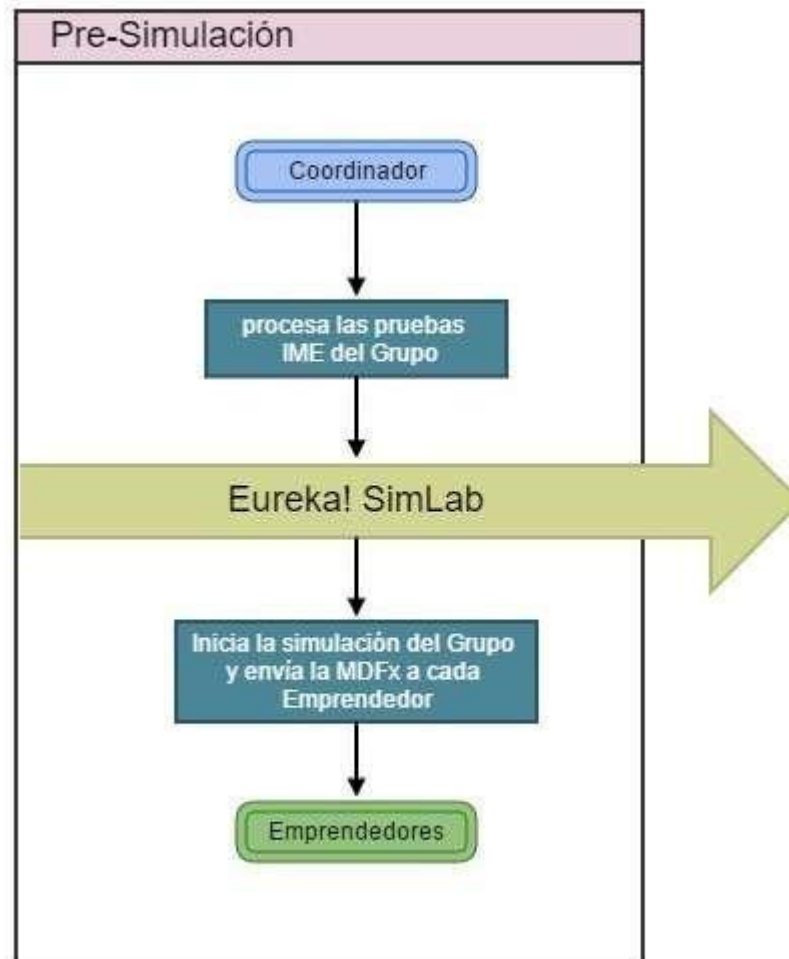 Pre-Simulación
Coordinador
procesa las pruebas
IME del Grupo
Eureka! SimLab
Inicia la simulación del Grupo
y envía la MDFx a cada
Emprendedor
Emprendedores